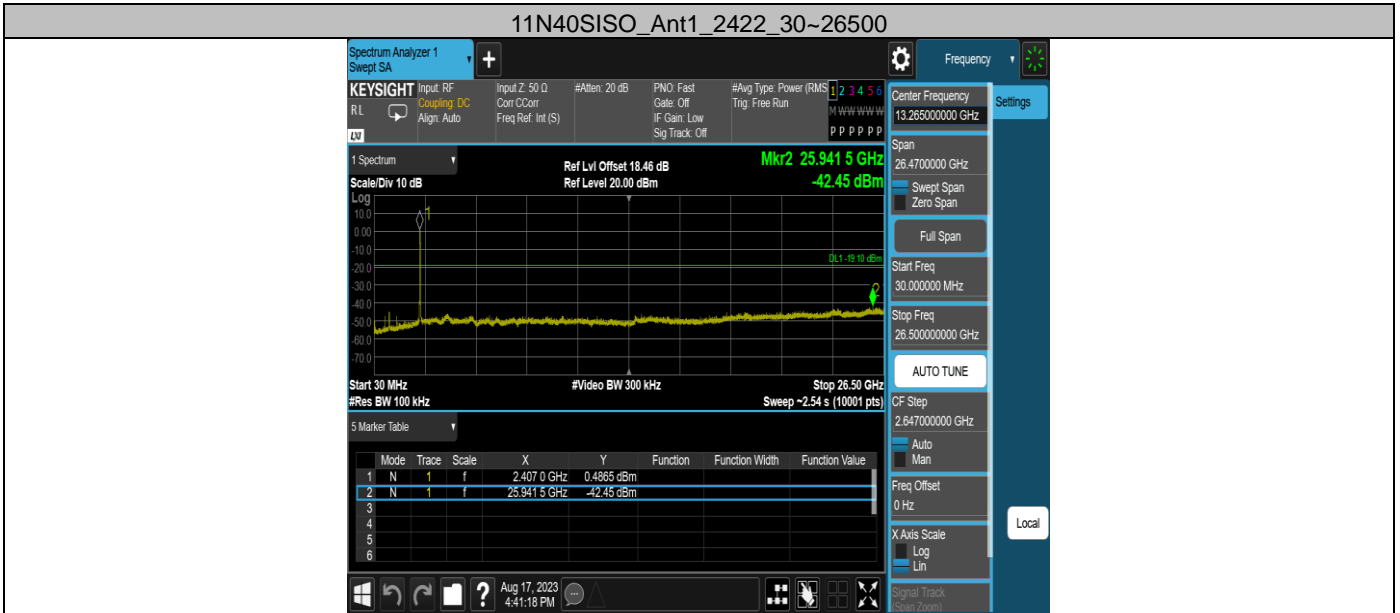 11N40SISO_Ant1_2422_30~26500
Spectrum Analyzer 1
Swept SA
+
Frequency
KEYSIGHT
RL
LXI
Input: RF
Coupling: DC
Align: Auto
Input Z: 50 Ω
Corr CCorr
Freq Ref: Int (S)
#Atten: 20 dB
PNO: Fast
Gate: Off
IF Gain: Low
Sig Track: Off
#Avg Type: Power (RMS
Trig: Free Run
1 2 3 4 5 6
M W W W W W
P P P P P P
1 Spectrum
Scale/Div 10 dB
Ref Lvl Offset 18.46 dB
Ref Level 20.00 dBm
Mkr2 25.941 5 GHz
-42.45 dBm
Log
10.0
0.00
-10.0
-20.0
-30.0
-40.0
-50.0
-60.0
-70.0
1
DL1 -19.10 dBm
2
Start 30 MHz
#Video BW 300 kHz
Stop 26.50 GHz
#Res BW 100 kHz
Sweep ~2.54 s (10001 pts)
5 Marker Table
Mode Trace Scale X Y Function Function Width Function Value
1 N 1 f 2.407 0 GHz 0.4865 dBm
2 N 1 f 25.941 5 GHz -42.45 dBm
3
4
5
6
?
Aug 17, 2023
4:41:18 PM
Center Frequency
13.265000000 GHz
Settings
Span
26.4700000 GHz
Swept Span
Zero Span
Full Span
Start Freq
30.000000 MHz
Stop Freq
26.500000000 GHz
AUTO TUNE
CF Step
2.647000000 GHz
Auto
Man
Freq Offset
0 Hz
X Axis Scale
Log
Lin
Signal Track
(Span Zoom)
Local